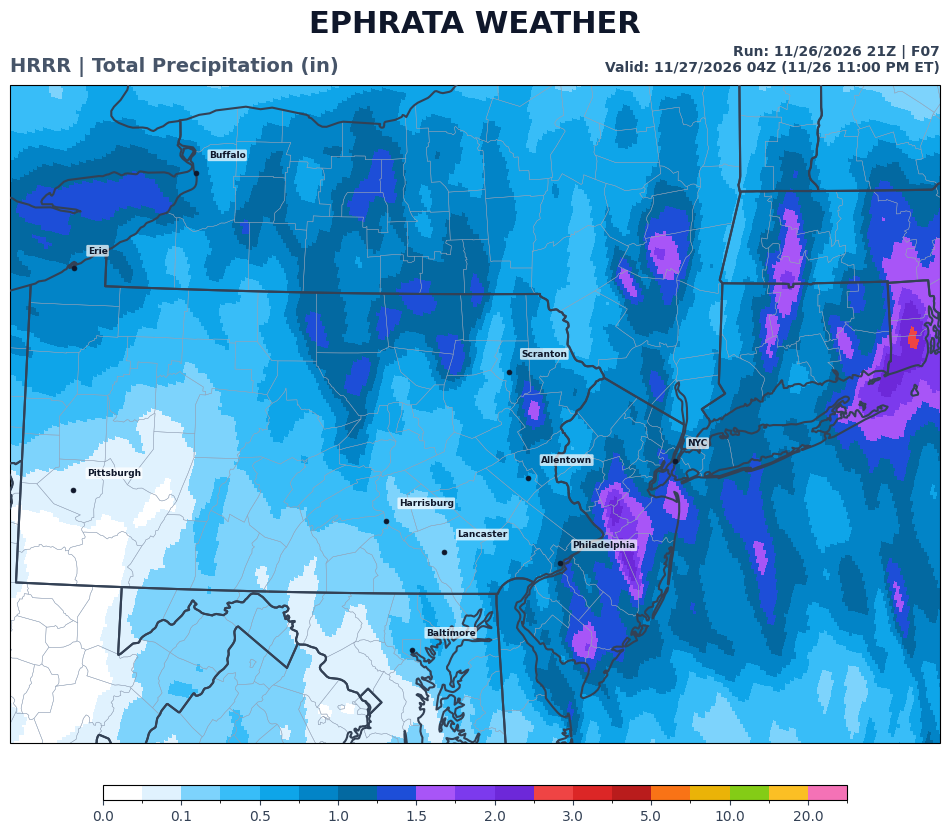 EPHRATA WEATHER
HRRR | Total Precipitation (in)
Run: 11/26/2026 21Z | F07
Valid: 11/27/2026 04Z (11/26 11:00 PM ET)
Buffalo
Erie
Scranton
NYC
Allentown
Pittsburgh
Harrisburg
Lancaster
Philadelphia
Baltimore
0.0 0.1 0.5 1.0 1.5 2.0 3.0 5.0 10.0 20.0